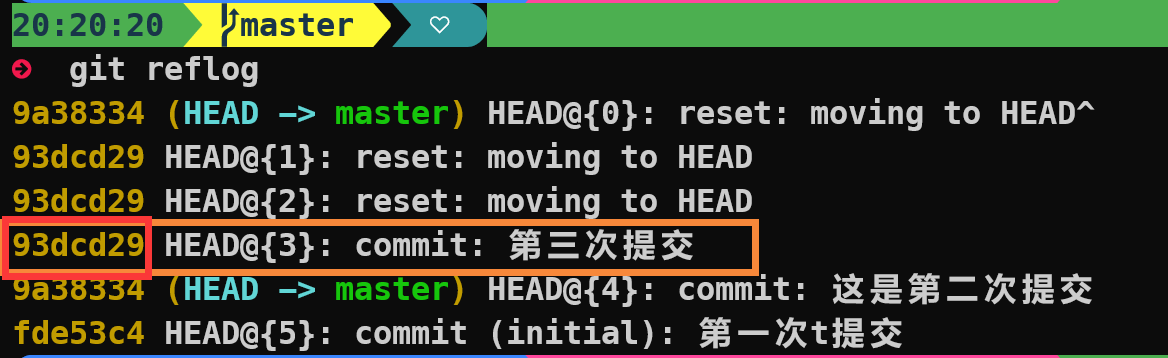 20:20:20 master ♡
git reflog
9a38334 (HEAD -> master) HEAD@{0}: reset: moving to HEAD^
93dcd29 HEAD@{1}: reset: moving to HEAD
93dcd29 HEAD@{2}: reset: moving to HEAD
93dcd29 HEAD@{3}: commit: 第三次提交
9a38334 (HEAD -> master) HEAD@{4}: commit: 这是第二次提交
fde53c4 HEAD@{5}: commit (initial): 第一次t提交